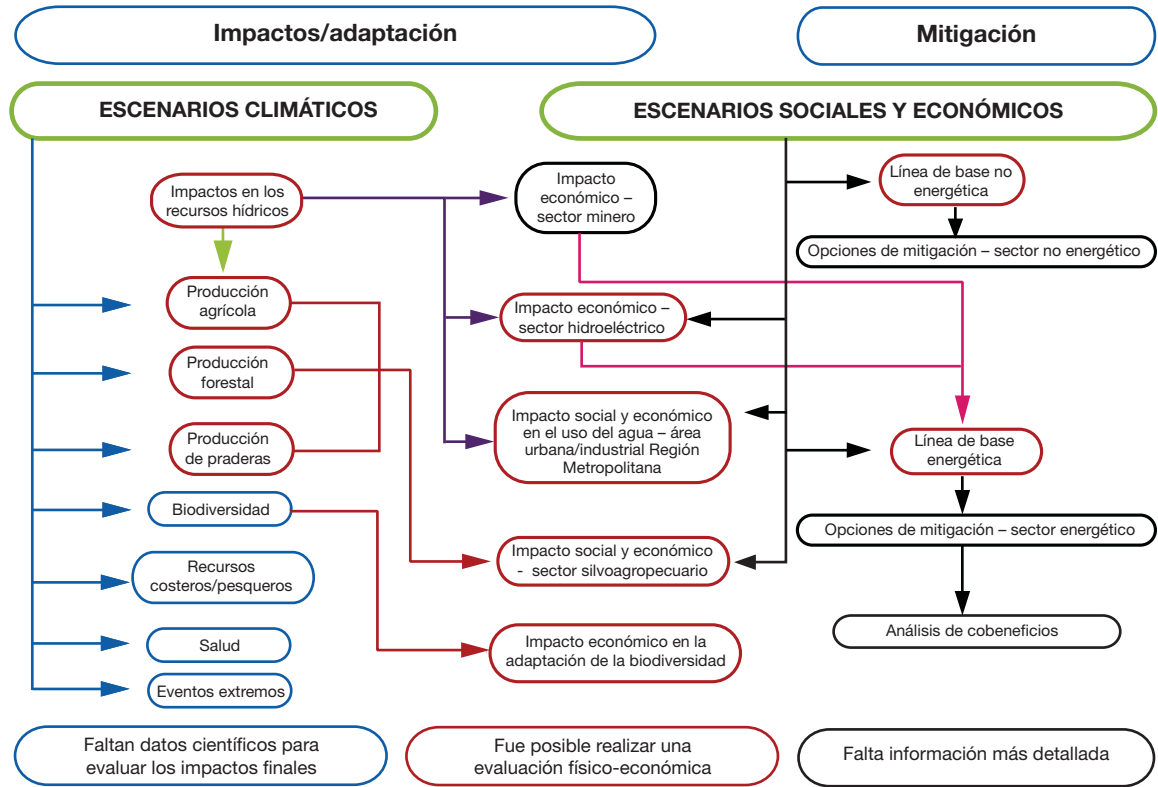 Impactos/adaptación
Mitigación
ESCENARIOS CLIMÁTICOS
ESCENARIOS SOCIALES Y ECONÓMICOS
Impactos en los
recursos hídricos
Producción
agrícola
Producción
forestal
Producción
de praderas
Biodiversidad
Recursos
costeros/pesqueros
Salud
Eventos extremos
Impacto
económico –
sector minero
Impacto económico –
sector hidroeléctrico
Impacto social y económico
en el uso del agua – área
urbana/industrial Región
Metropolitana
Impacto social y económico
- sector silvoagropecuario
Impacto económico en la
adaptación de la biodiversidad
Línea de base no
energética
Opciones de mitigación – sector no energético
Línea de base
energética
Opciones de mitigación – sector energético
Análisis de cobeneficios
Faltan datos científicos para
evaluar los impactos finales
Fue posible realizar una
evaluación físico-económica
Falta información más detallada